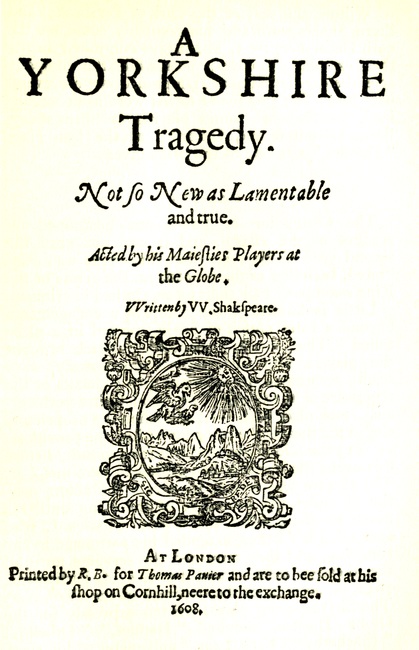 A
YORKSHIRE
Tragedy.
Not ſo New as Lamentable
and true.
Acted by his Maieſties Players at
the Globe.
VVritten by VV. Shakſpeare.
AT LONDON
Printed by R. B. for Thomas Pauier and are to bee ſold at his
ſhop on Cornhill, neere to the exchange.
1608.